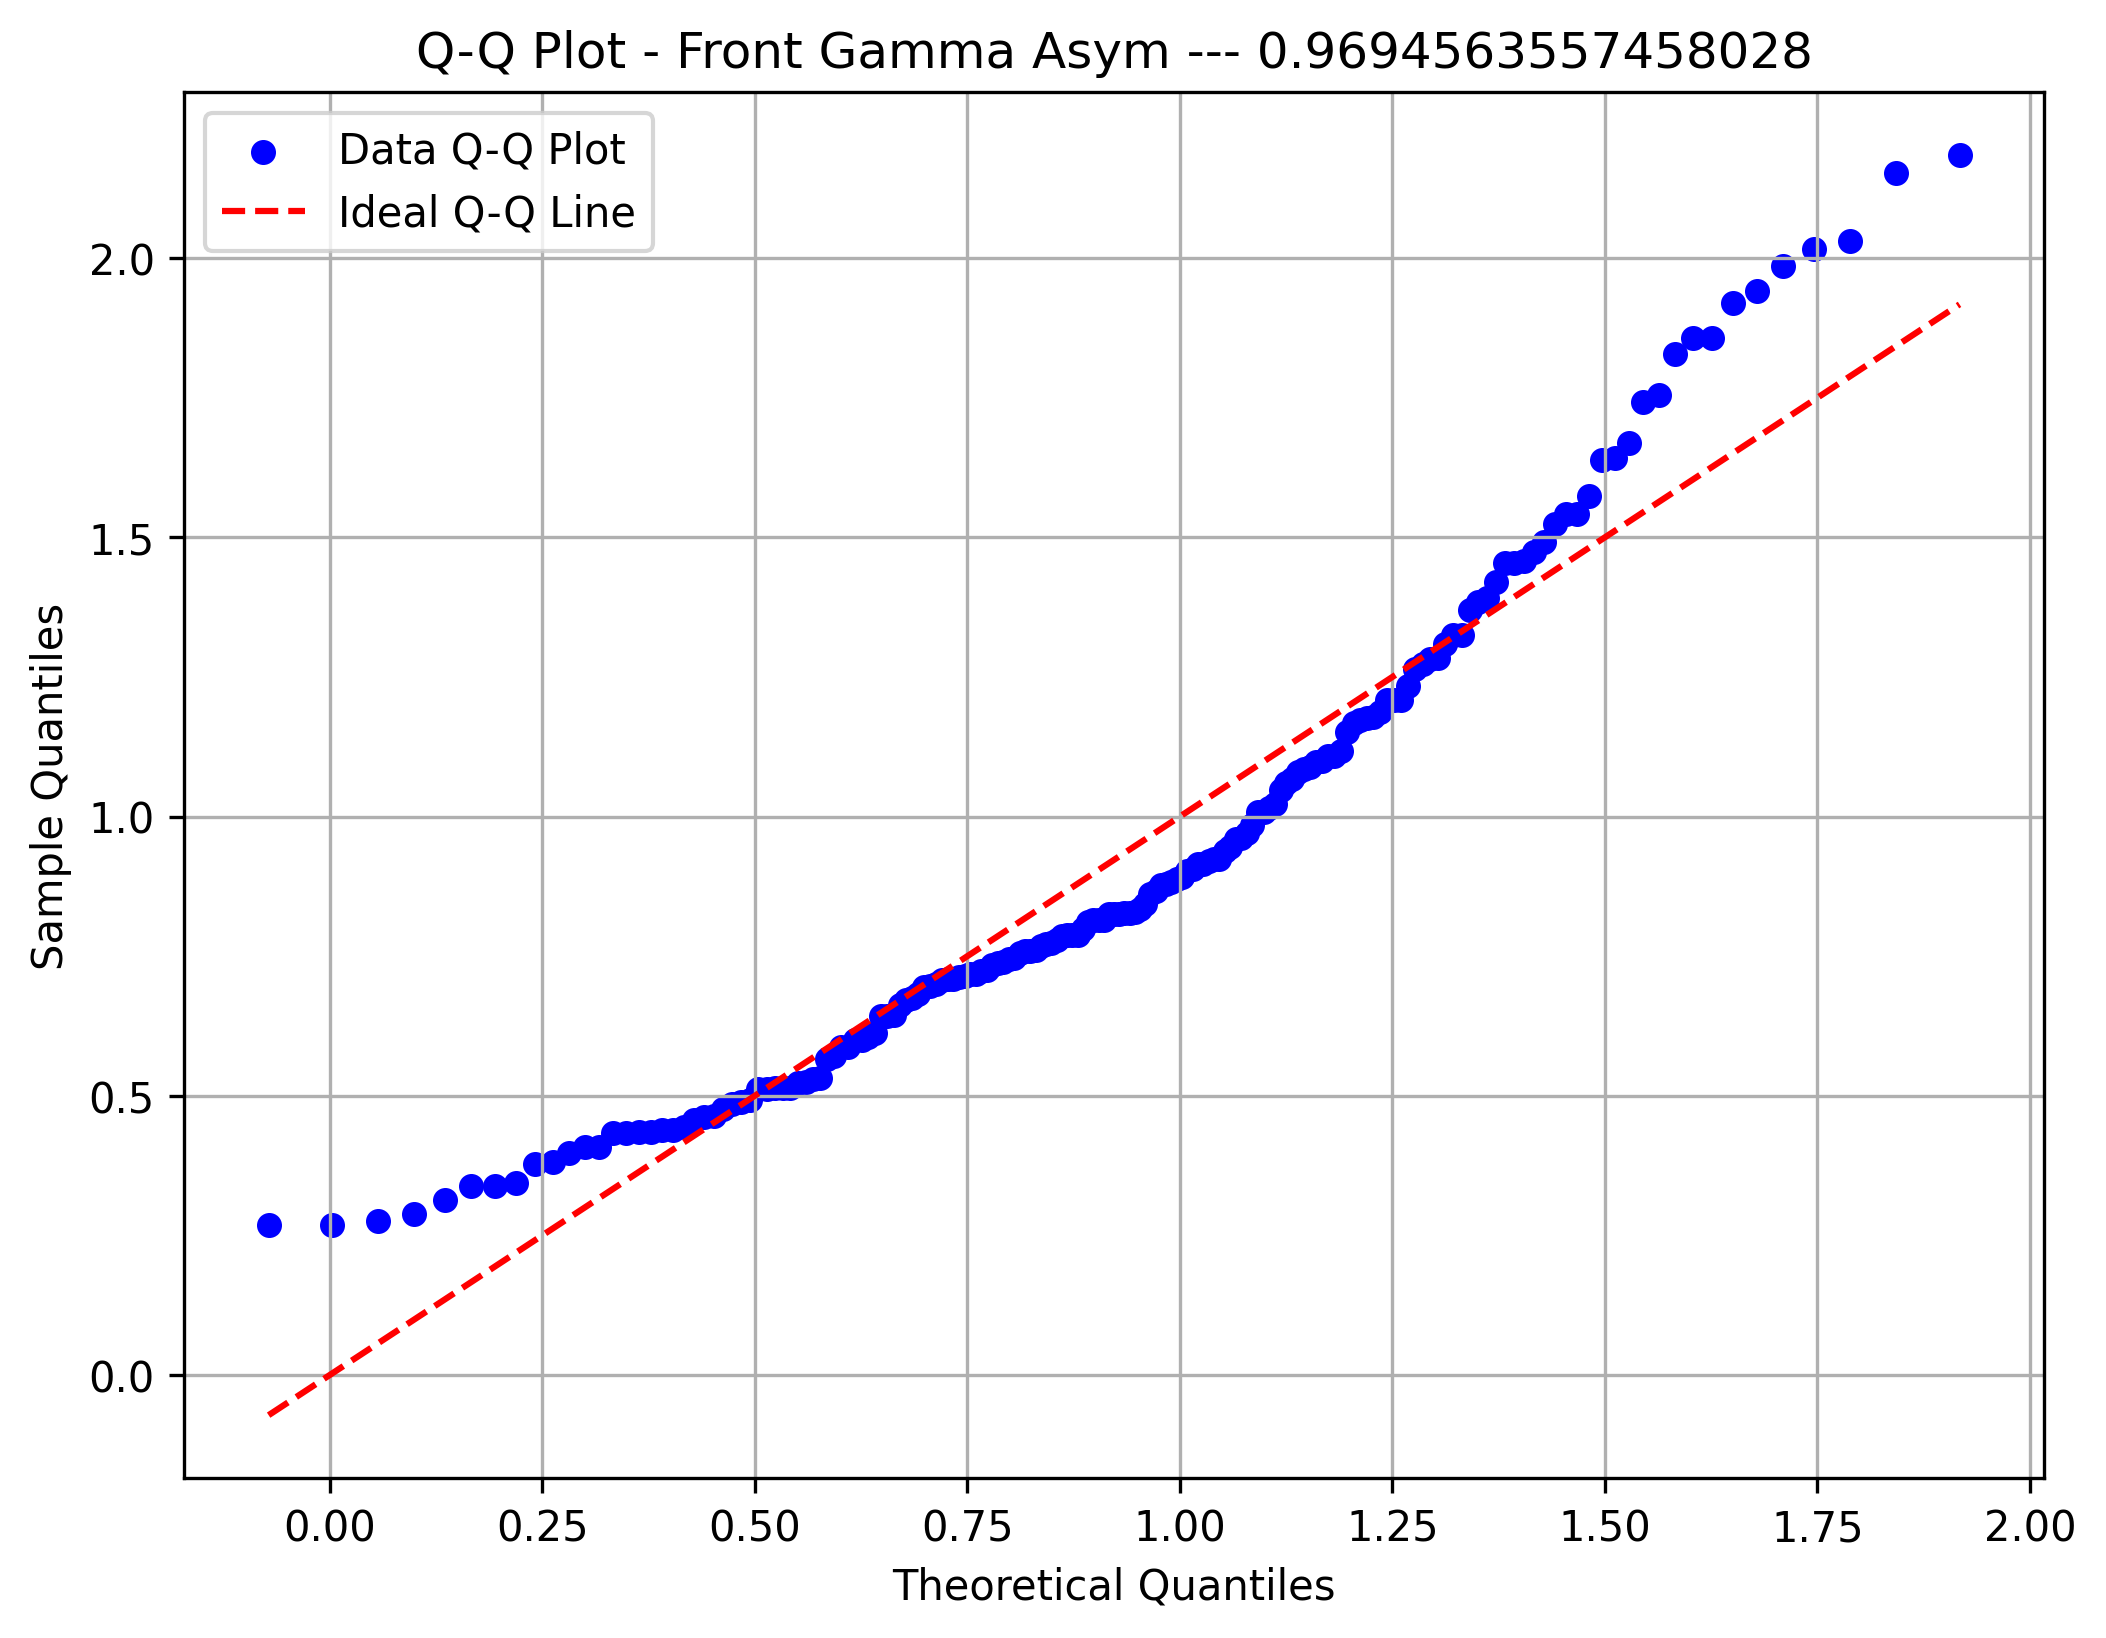 Q-Q Plot - Front Gamma Asym --- 0.9694563557458028
Data Q-Q Plot
Ideal Q-Q Line
Sample Quantiles
2.0
1.5
1.0
0.5
0.0
0.00 0.25 0.50 0.75 1.00 1.25 1.50 1.75 2.00
Theoretical Quantiles